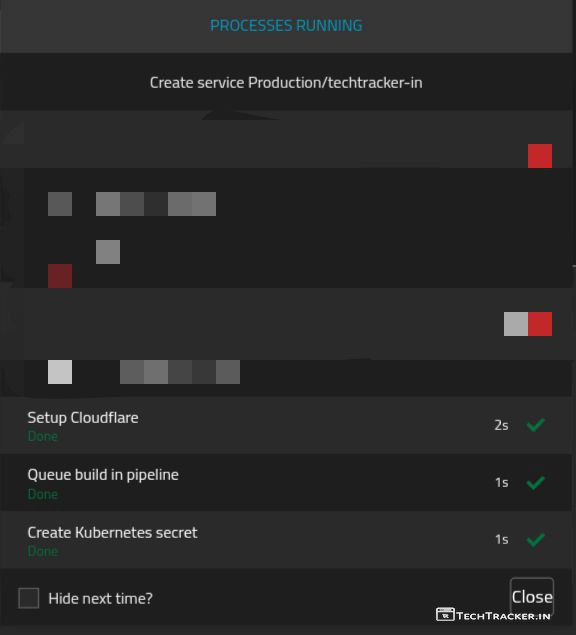 PROCESSES RUNNING
Create service Production/techtracker-in
Setup Cloudflare
Done
2s
Queue build in pipeline
Done
1s
Create Kubernetes secret
Done
1s
Hide next time?
Close
TECHTRACKER.IN